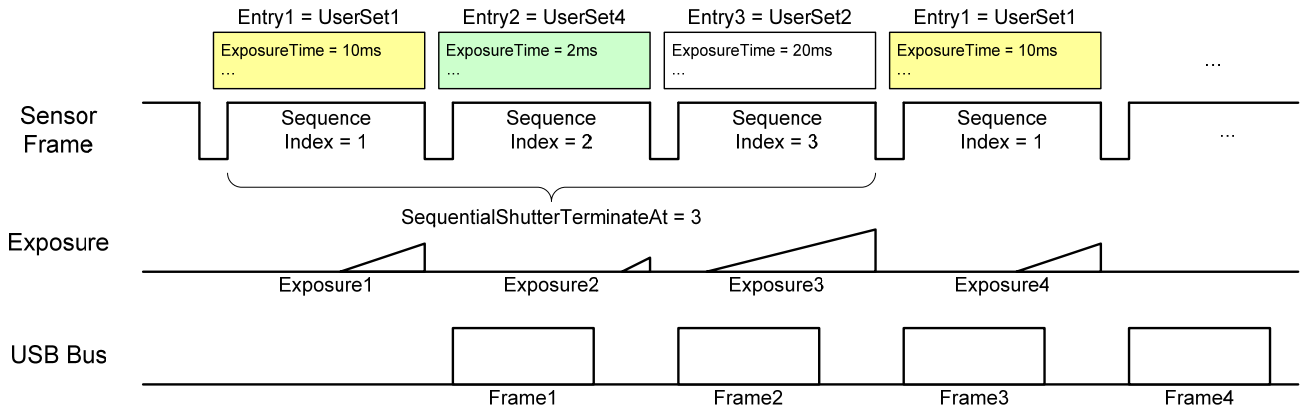 Entry1 = UserSet1
Entry2 = UserSet4
Entry3 = UserSet2
Entry1 = UserSet1
ExposureTime = 10ms
...
ExposureTime = 2ms
...
ExposureTime = 20ms
...
ExposureTime = 10ms
...
...
Sensor
Frame
Sequence
Index = 1
Sequence
Index = 2
Sequence
Index = 3
Sequence
Index = 1
...
SequentialShutterTerminateAt = 3
Exposure
Exposure1
Exposure2
Exposure3
Exposure4
USB Bus
Frame1
Frame2
Frame3
Frame4